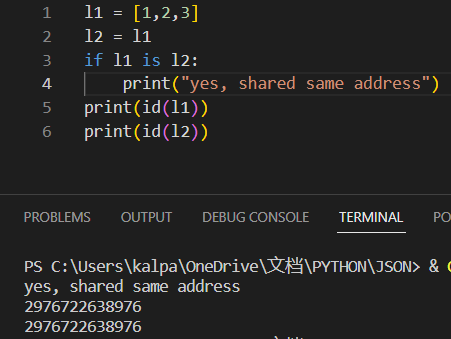 1 l1 = [1,2,3]
2 l2 = l1
3 if l1 is l2:
4     print("yes, shared same address")
5 print(id(l1))
6 print(id(l2))
PROBLEMS OUTPUT DEBUG CONSOLE TERMINAL PO
PS C:\Users\kalpa\OneDrive\文档\PYTHON\JSON> &
yes, shared same address
2976722638976
2976722638976